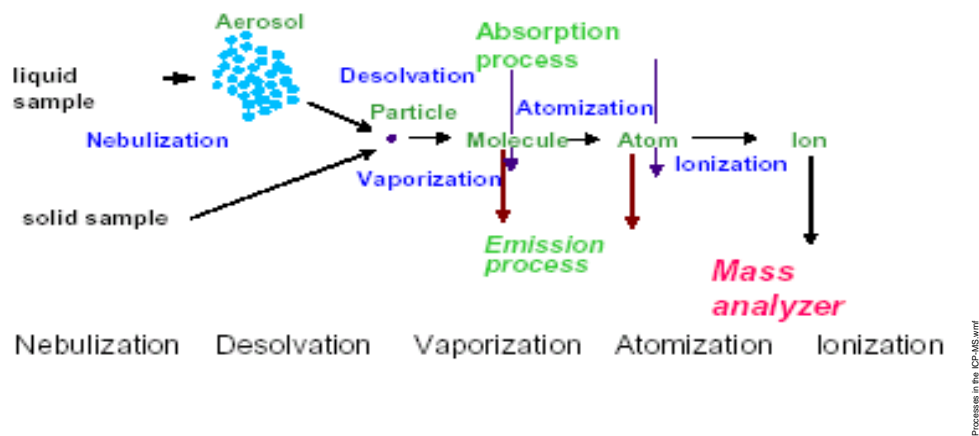 Aerosol
Absorption
process
liquid
sample
Desolvation
Particle
Atomization
Nebulization
Molecule
Atom
Ion
Vaporization
Ionization
solid sample
Emission
process
Mass
analyzer
Nebulization Desolvation Vaporization Atomization Ionization
Processes in the ICP-MS.wmf